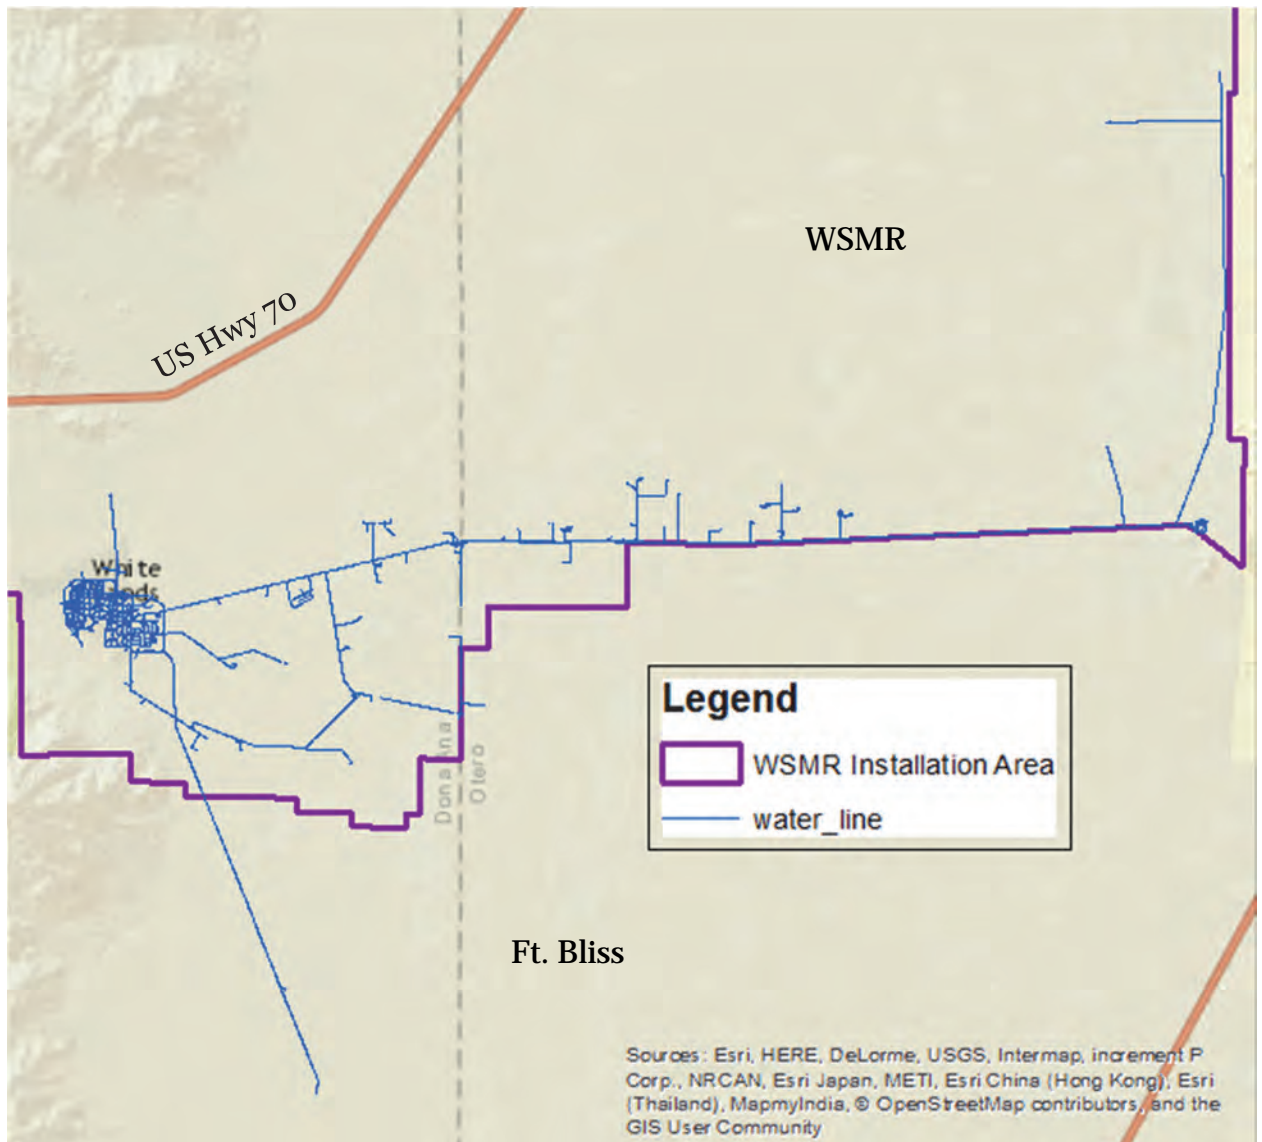 WSMR
US Hwy 70
White
nds
Legend
WSMR Installation Area
water_line
Dona Ana
Otero
Ft. Bliss
Sources: Esri, HERE, DeLorme, USGS, Intermap, increment P
Corp., NRCAN, Esri Japan, METI, Esri China (Hong Kong), Esri
(Thailand), MapmyIndia, © OpenStreetMap contributors, and the
GIS User Community